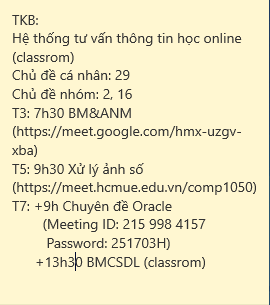 TKB:
Hệ thống tư vấn thông tin học online
(classrom)
Chủ đề cá nhân: 29
Chủ đề nhóm: 2, 16
T3: 7h30 BM&ANM
(https://meet.google.com/hmx-uzgv-
xba)
T5: 9h30 Xử lý ảnh số
(https://meet.hcmue.edu.vn/comp1050)
T7: +9h Chuyên đề Oracle
(Meeting ID: 215 998 4157
Password: 251703H)
+13h30 BMCSDL (classrom)